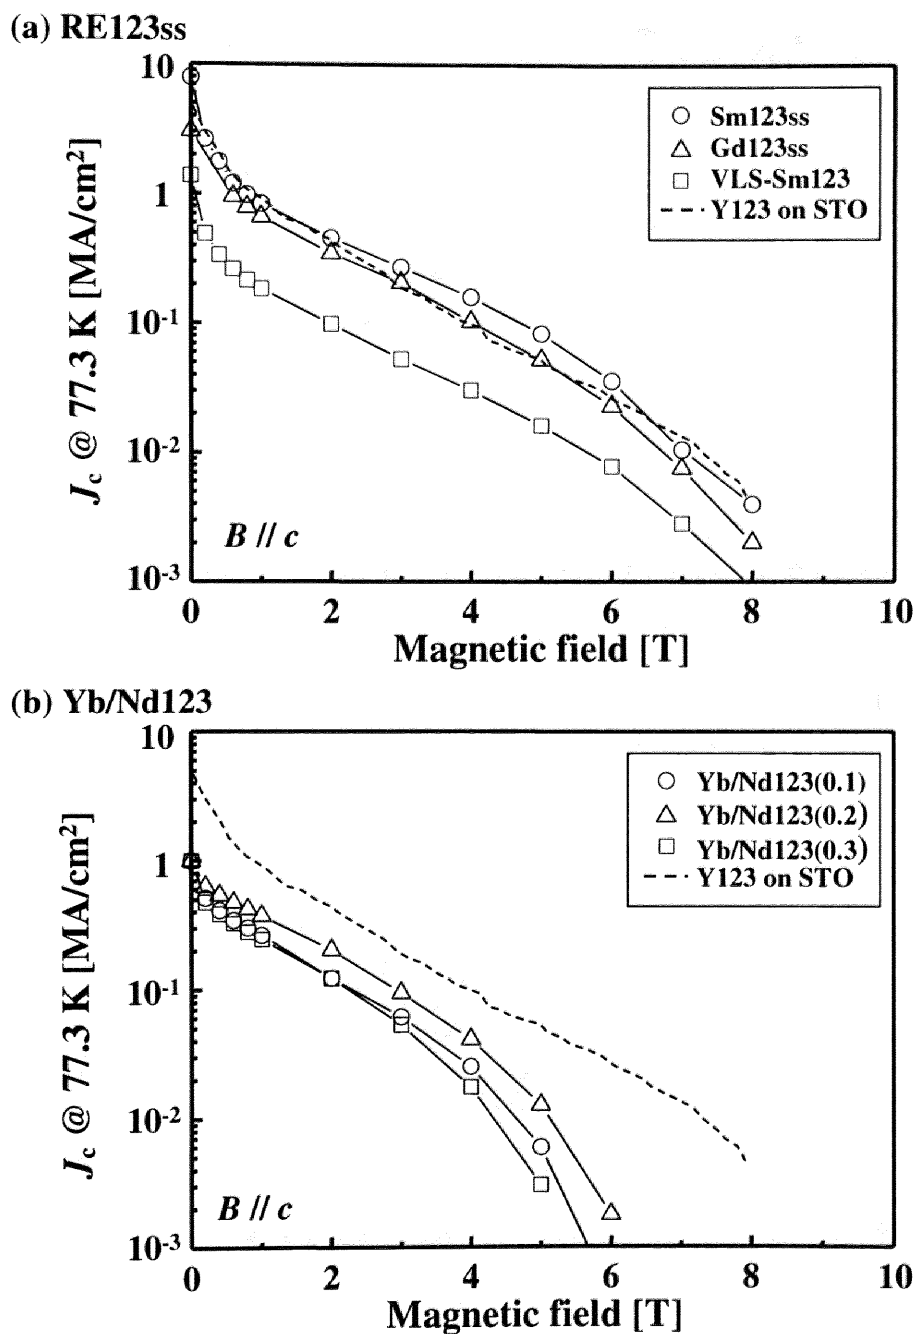 (a) RE123ss
10
1
10-1
10-2
10-3
Jc @ 77.3 K [MA/cm2]
Sm123ss
Gd123ss
VLS-Sm123
Y123 on STO
B // c
0 2 4 6 8 10
Magnetic field [T]
(b) Yb/Nd123
10
1
10-1
10-2
10-3
Jc @ 77.3 K [MA/cm2]
Yb/Nd123(0.1)
Yb/Nd123(0.2)
Yb/Nd123(0.3)
Y123 on STO
B // c
0 2 4 6 8 10
Magnetic field [T]